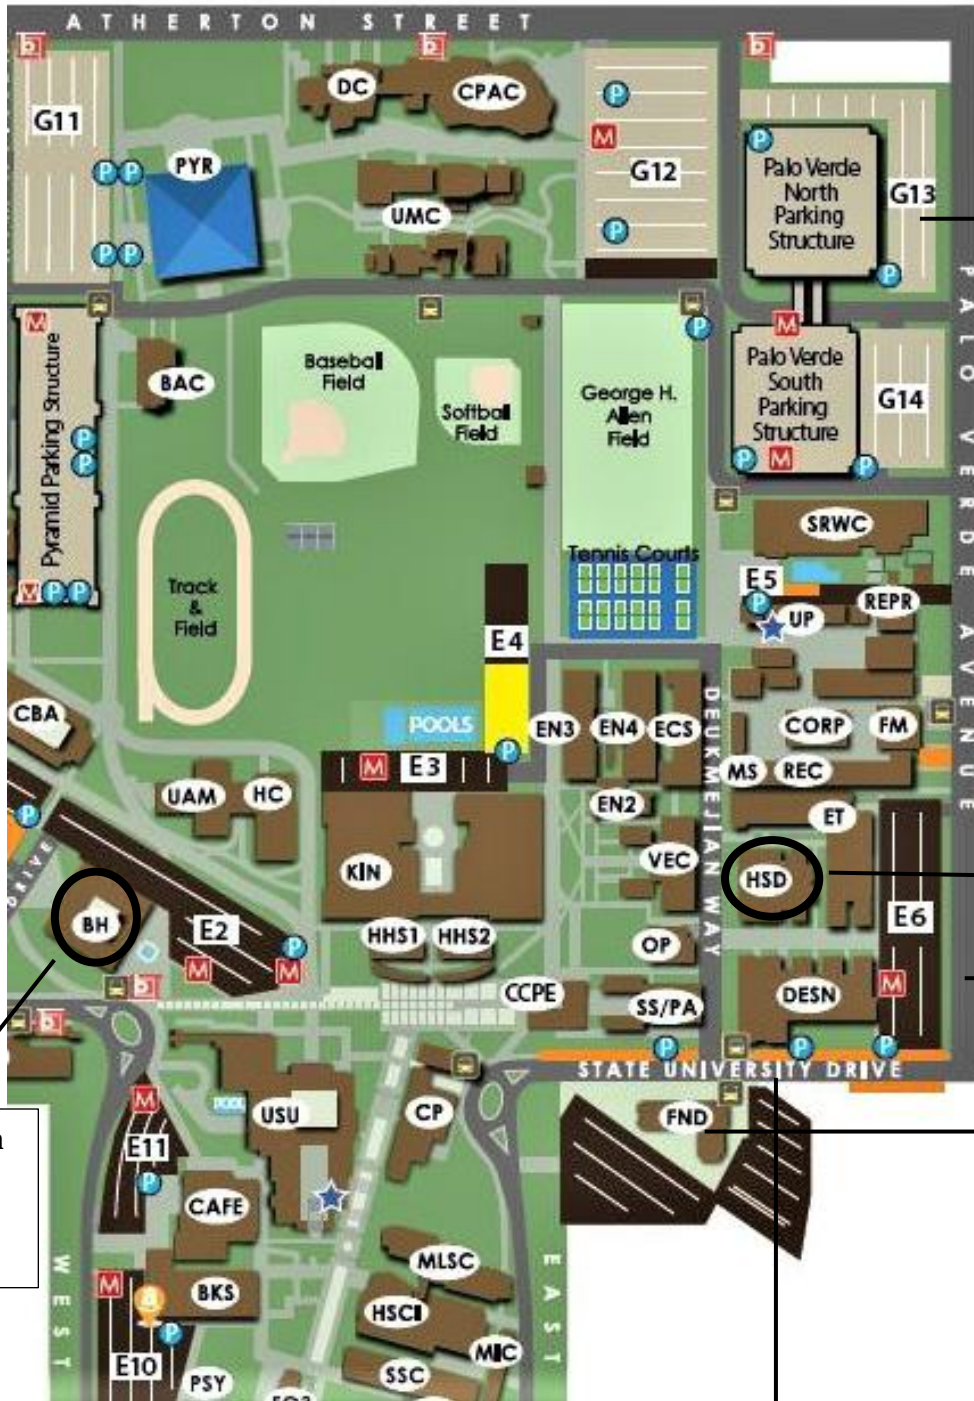 ATHERTON STREET
b
b
b
G11
DC
CPAC
P
G12
M
P
P
Palo Verde
North
Parking
Structure
G13
P
PYR
P P
P P
UMC
PALO VERDE AVENUE
M
Pyramid Parking Structure
P
P
M P P
BAC
Baseball
Field
Softball
Field
George H.
Allen
Field
P
M
Palo Verde
South
Parking
Structure
P M P
G14
SRWC
Tennis Courts
E5
P
UP
REPR
Track
&
Field
E4
CBA
POOLS
P
EN3
EN4
ECS
DEUKMEJIAN WAY
CORP
FM
MS
REC
M
E3
UAM
HC
EN2
ET
P
DRIVE
KIN
VEC
HSD
BH
E2
P
M
M
HHS1
HHS2
OP
E6
M
b
b
CCPE
SS/PA
DESN
P
P
P
STATE UNIVERSITY DRIVE
M
E11
P
POOL
USU
CP
FND
CAFE
WEST
EAST
MLSC
M
BKS
HSCI
P
E10
PSY
SSC
MIC